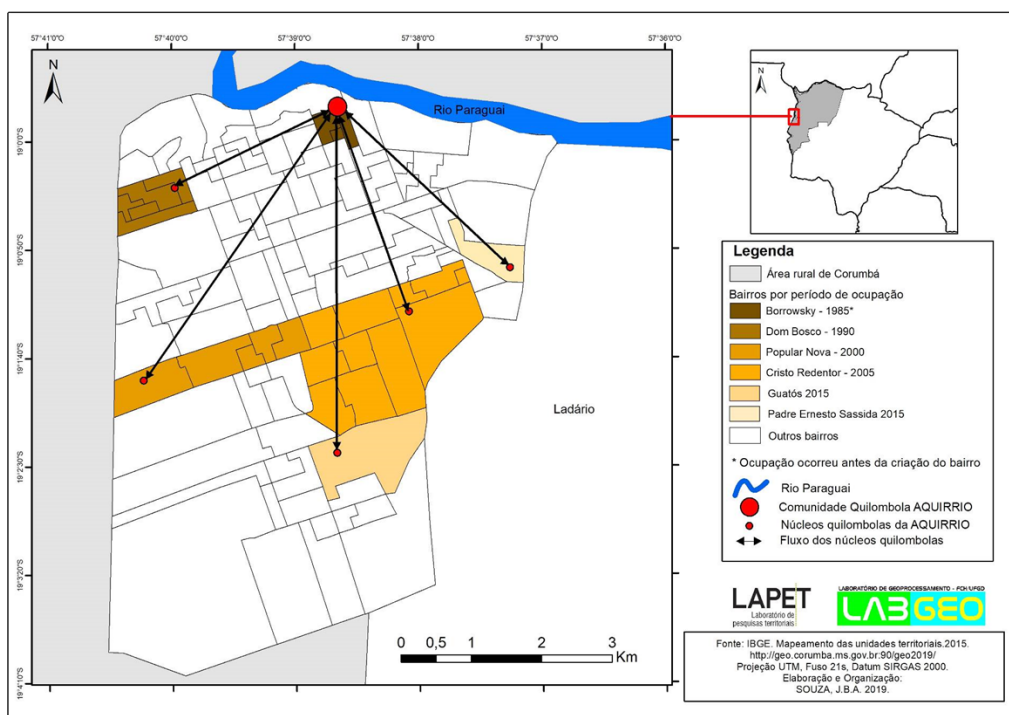 57°41'0"O
57°40'0"O
57°39'0"O
57°38'0"O
57°37'0"O
57°36'0"O
N
Rio Paraguai
19°0'0"S
19°0'50"S
19°1'40"S
19°2'30"S
19°3'20"S
19°4'10"S
Ladário
0 0,5 1 2 3
Km
N
Legenda
Área rural de Corumbá
Bairros por período de ocupação
Borrowsky - 1985*
Dom Bosco - 1990
Popular Nova - 2000
Cristo Redentor - 2005
Guatós 2015
Padre Ernesto Sassida 2015
Outros bairros
* Ocupação ocorreu antes da criação do bairro
Rio Paraguai
Comunidade Quilombola AQUIRRIO
Núcleos quilombolas da AQUIRRIO
Fluxo dos núcleos quilombolas
LAPET
Laboratório de
pesquisas territoriais
LABORATÓRIO DE GEOPROCESSAMENTO - FCH/UFGD
LABGEO
Fonte: IBGE. Mapeamento das unidades territoriais.2015.
http://geo.corumba.ms.gov.br:90/geo2019/
Projeção UTM, Fuso 21s, Datum SIRGAS 2000.
Elaboração e Organização:
SOUZA, J.B.A. 2019.